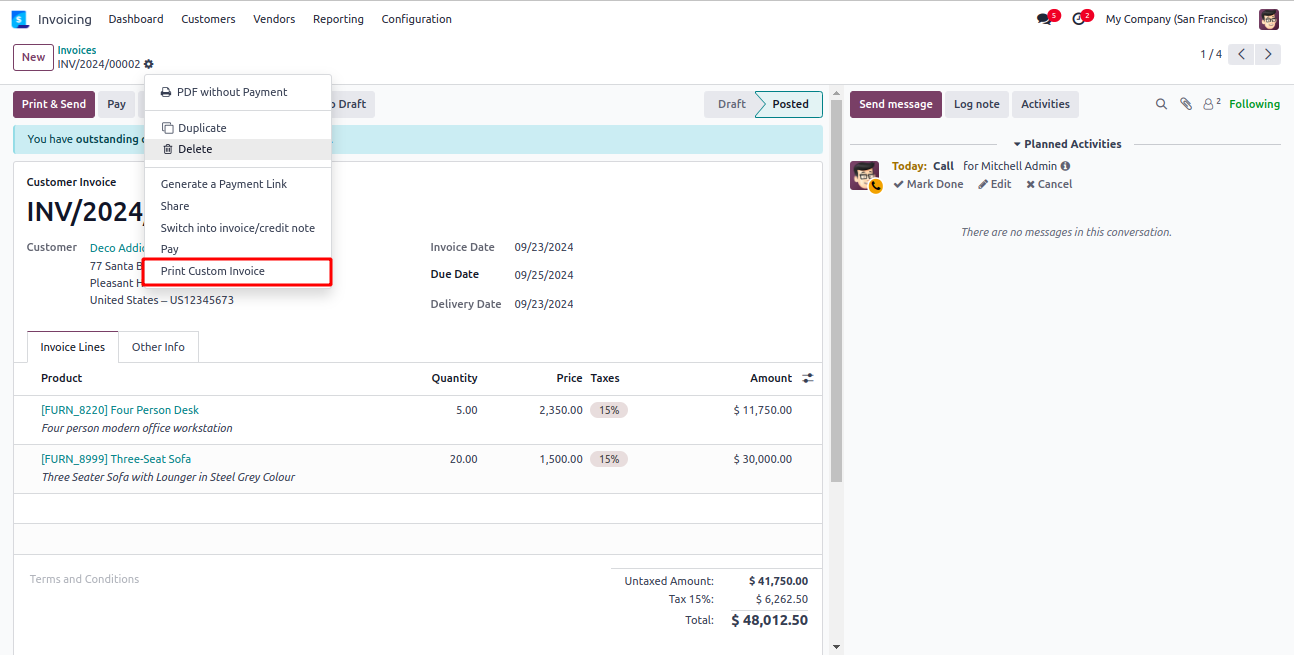 Invoicing Dashboard Customers Vendors Reporting Configuration 5 2 My Company (San Francisco)
New Invoices
INV/2024/00002 1 / 4
PDF without Payment
Duplicate
Delete
Generate a Payment Link
Share
Switch into invoice/credit note
Pay
Print Custom Invoice
Print & Send Pay Draft Draft Posted
You have outstanding
Customer Invoice
INV/2024/
Customer Deco Addic
77 Santa B
Pleasant H
United States – US12345673
Invoice Date 09/23/2024
Due Date 09/25/2024
Delivery Date 09/23/2024
Invoice Lines Other Info
Product Quantity Price Taxes Amount
[FURN_8220] Four Person Desk 5.00 2,350.00 15% $ 11,750.00
Four person modern office workstation
[FURN_8999] Three-Seat Sofa 20.00 1,500.00 15% $ 30,000.00
Three Seater Sofa with Lounger in Steel Grey Colour
Terms and Conditions
Untaxed Amount: $ 41,750.00
Tax 15%: $ 6,262.50
Total: $ 48,012.50
Send message Log note Activities 2 Following
Planned Activities
Today: Call for Mitchell Admin
Mark Done Edit Cancel
There are no messages in this conversation.